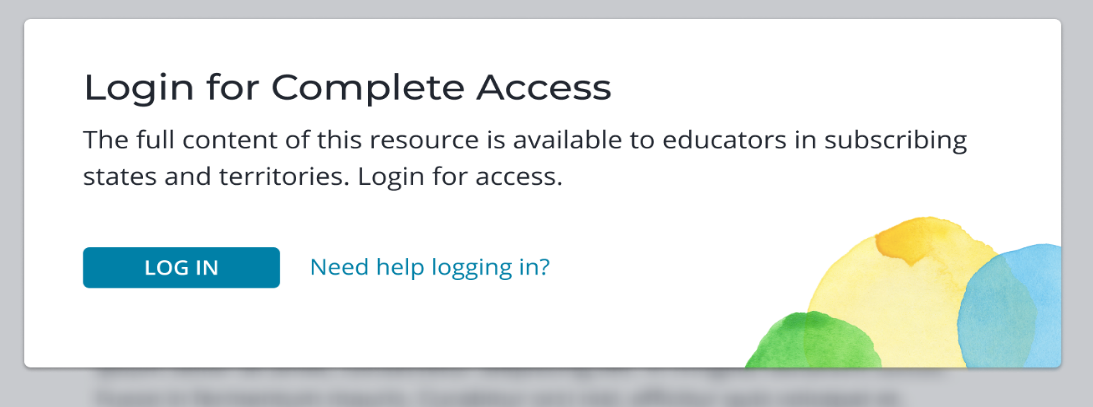 Login for Complete Access
The full content of this resource is available to educators in subscribing
states and territories. Login for access.
LOG IN
Need help logging in?